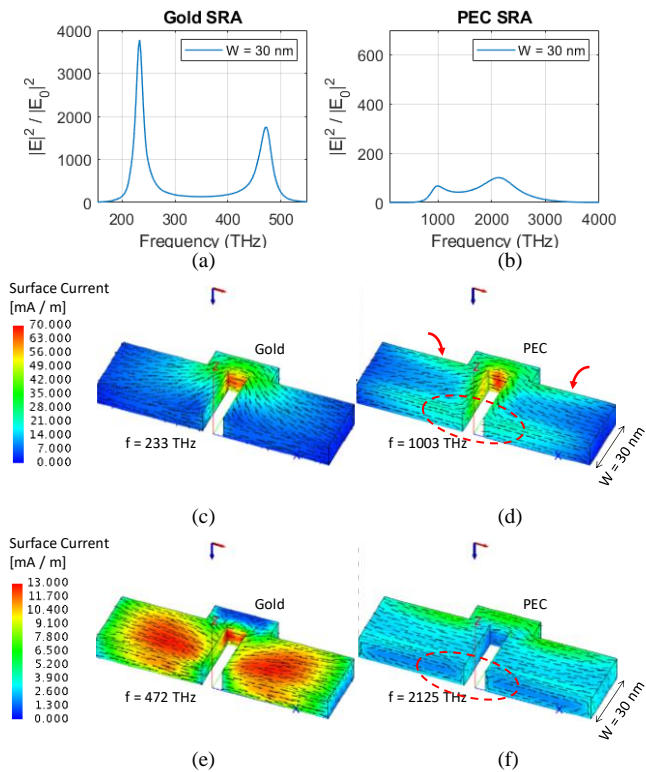 Gold SRA
PEC SRA
W = 30 nm
W = 30 nm
|E|² / |E₀|²
4000
3000
2000
1000
0
200
300
400
500
Frequency (THz)
|E|² / |E₀|²
600
400
200
0
1000
2000
3000
4000
Frequency (THz)
(a)
(b)
Surface Current
[mA / m]
70.000
63.000
56.000
49.000
42.000
35.000
28.000
21.000
14.000
7.000
0.000
Gold
z
f = 233 THz
x
PEC
z
f = 1003 THz
x
W = 30 nm
(c)
(d)
Surface Current
[mA / m]
13.000
11.700
10.400
9.100
7.800
6.500
5.200
3.900
2.600
1.300
0.000
Gold
z
f = 472 THz
x
PEC
z
f = 2125 THz
x
W = 30 nm
(e)
(f)